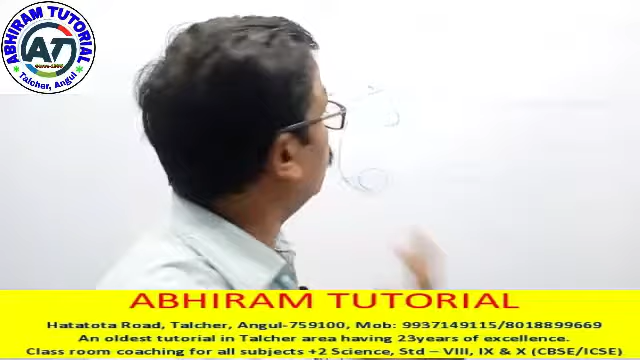 ABHIRAM TUTORIAL
AT
Since-1998
* Talcher, Angul *
ABHIRAM TUTORIAL
Hatatota Road, Talcher, Angul-759100, Mob: 9937149115/8018899669
An oldest tutorial in Talcher area having 23years of excellence.
Class room coaching for all subjects +2 Science, Std – VIII, IX & X (CBSE/ICSE)